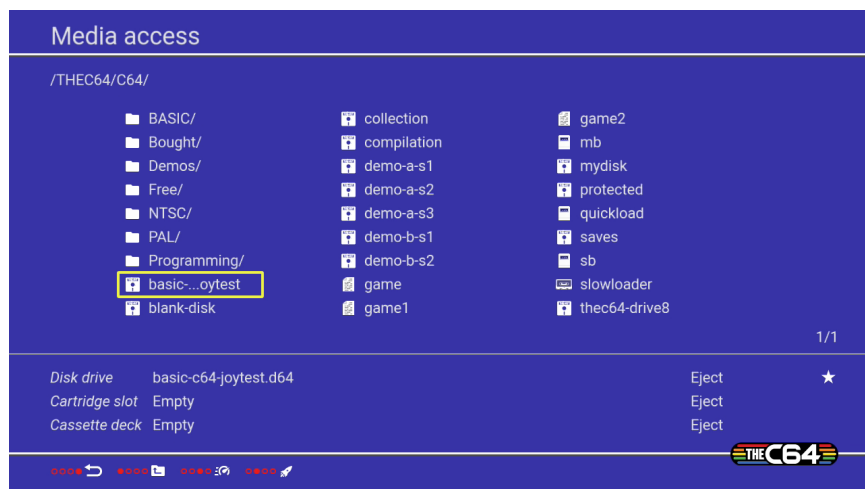 Media access
/THEC64/C64/
BASIC/ collection game2
Bought/ compilation mb
Demos/ demo-a-s1 mydisk
Free/ demo-a-s2 protected
NTSC/ demo-a-s3 quickload
PAL/ demo-b-s1 saves
Programming/ demo-b-s2 sb
basic-...oytest game slowloader
blank-disk game1 thec64-drive8
1/1
Disk drive basic-c64-joytest.d64 Eject
Cartridge slot Empty Eject
Cassette deck Empty Eject
THEC64